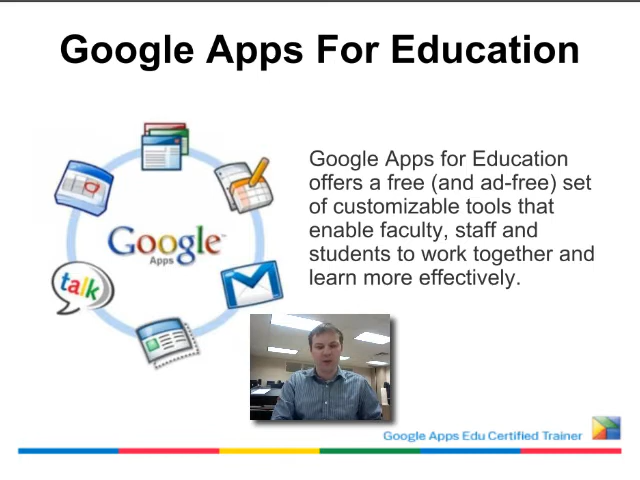 Google Apps For Education
Google Apps for Education
offers a free (and ad-free) set
of customizable tools that
enable faculty, staff and
students to work together and
learn more effectively.
Google™
Apps
talk
Google Apps Edu Certified Trainer